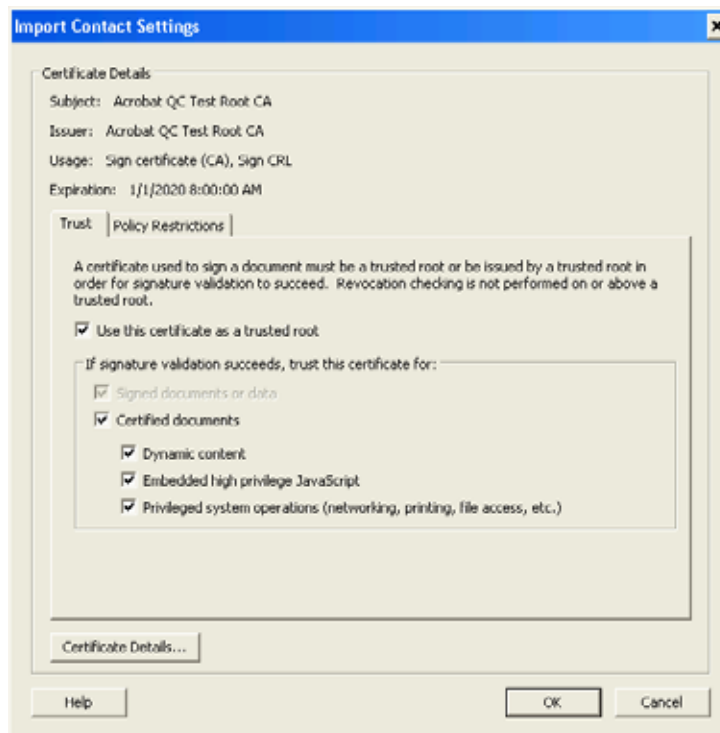 Import Contact Settings
Certificate Details
Subject: Acrobat QC Test Root CA
Issuer: Acrobat QC Test Root CA
Usage: Sign certificate (CA), Sign CRL
Expiration: 1/1/2020 8:00:00 AM
Trust Policy Restrictions
A certificate used to sign a document must be a trusted root or be issued by a trusted root in
order for signature validation to succeed. Revocation checking is not performed on or above a
trusted root.
Use this certificate as a trusted root
If signature validation succeeds, trust this certificate for:
Signed documents or data
Certified documents
Dynamic content
Embedded high privilege JavaScript
Privileged system operations (networking, printing, file access, etc.)
Certificate Details...
Help OK Cancel